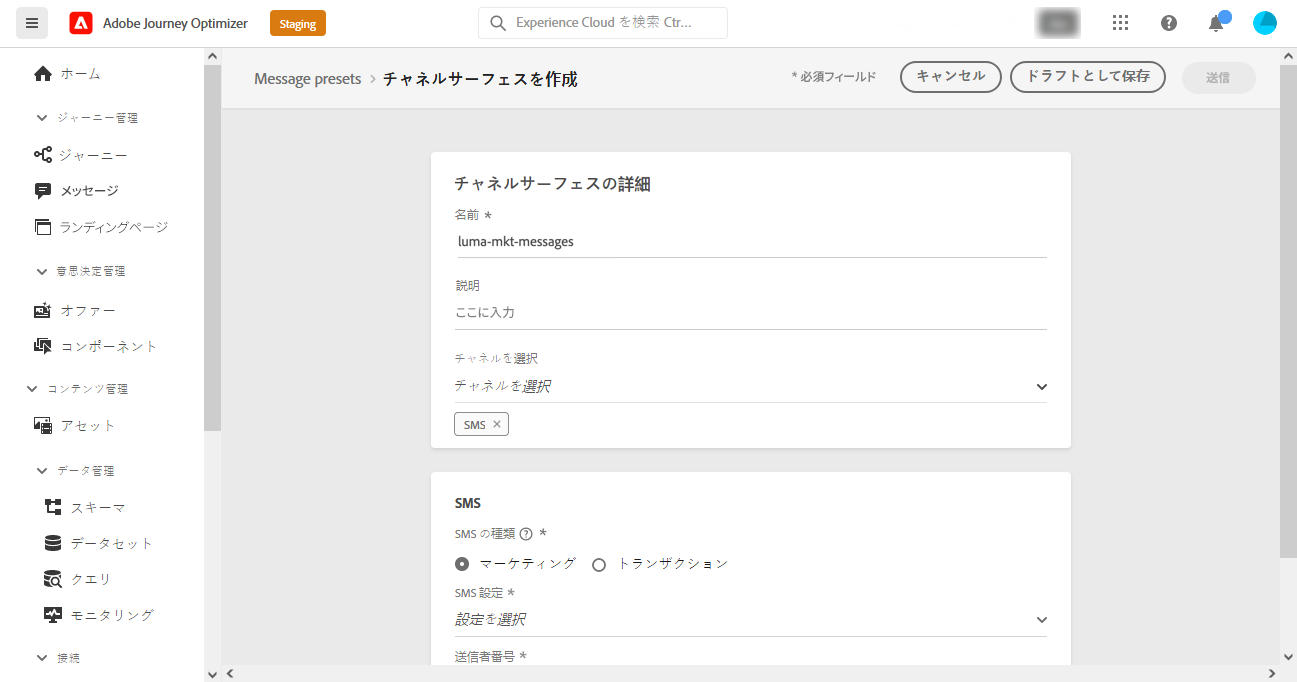 Adobe Journey Optimizer
Staging
Experience Cloud を検索 Ctr...
ホーム
ジャーニー管理
ジャーニー
メッセージ
ランディングページ
意思決定管理
オファー
コンポーネント
コンテンツ管理
アセット
データ管理
スキーマ
データセット
クエリ
モニタリング
接続
Message presets > チャネルサーフェスを作成
* 必須フィールド
キャンセル
ドラフトとして保存
送信
チャネルサーフェスの詳細
名前 *
luma-mkt-messages
説明
ここに入力
チャネルを選択
チャネルを選択
SMS ×
SMS
SMS の種類 ? *
マーケティング トランザクション
SMS 設定 *
設定を選択
送信者番号 *